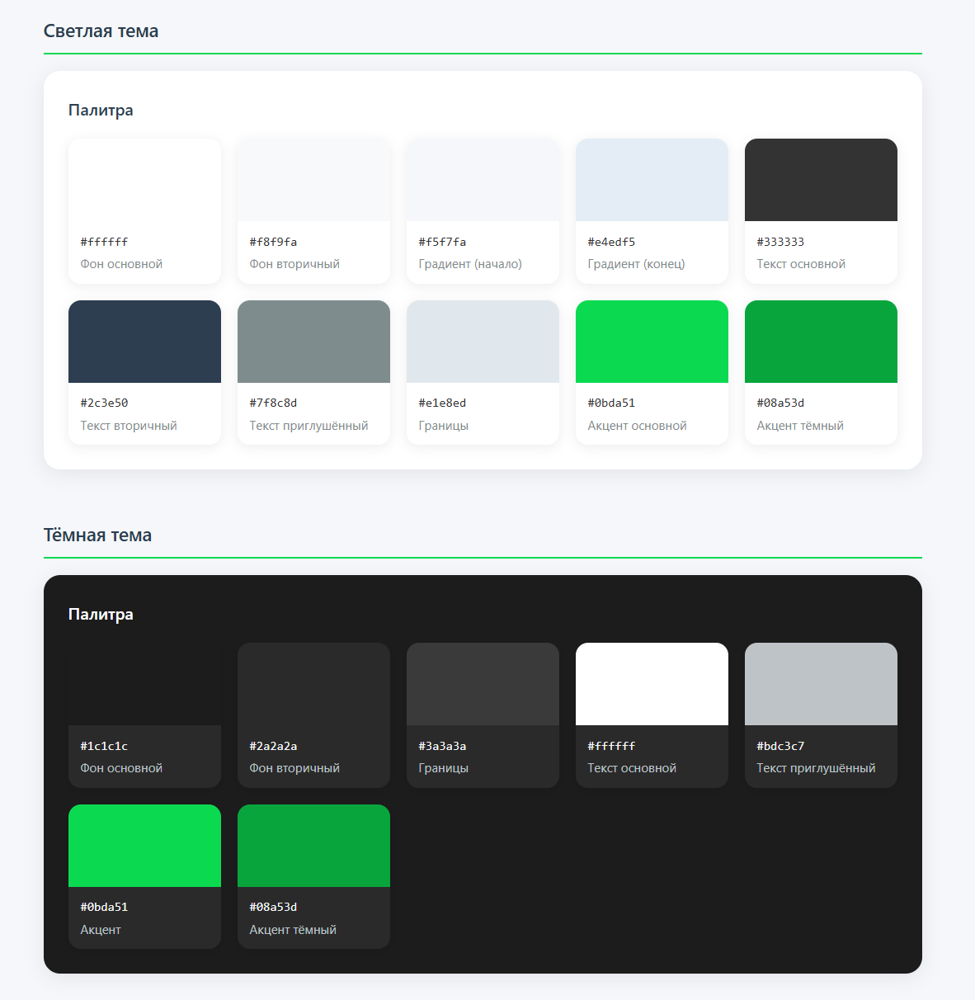 Светлая тема
Палитра
#ffffff
Фон основной
#f8f9fa
Фон вторичный
#f5f7fa
Градиент (начало)
#e4edf5
Градиент (конец)
#333333
Текст основной
#2c3e50
Текст вторичный
#7f8c8d
Текст приглушённый
#e1e8ed
Границы
#0bda51
Акцент основной
#08a53d
Акцент тёмный
Тёмная тема
Палитра
#1c1c1c
Фон основной
#2a2a2a
Фон вторичный
#3a3a3a
Границы
#ffffff
Текст основной
#bdc3c7
Текст приглушённый
#0bda51
Акцент
#08a53d
Акцент тёмный